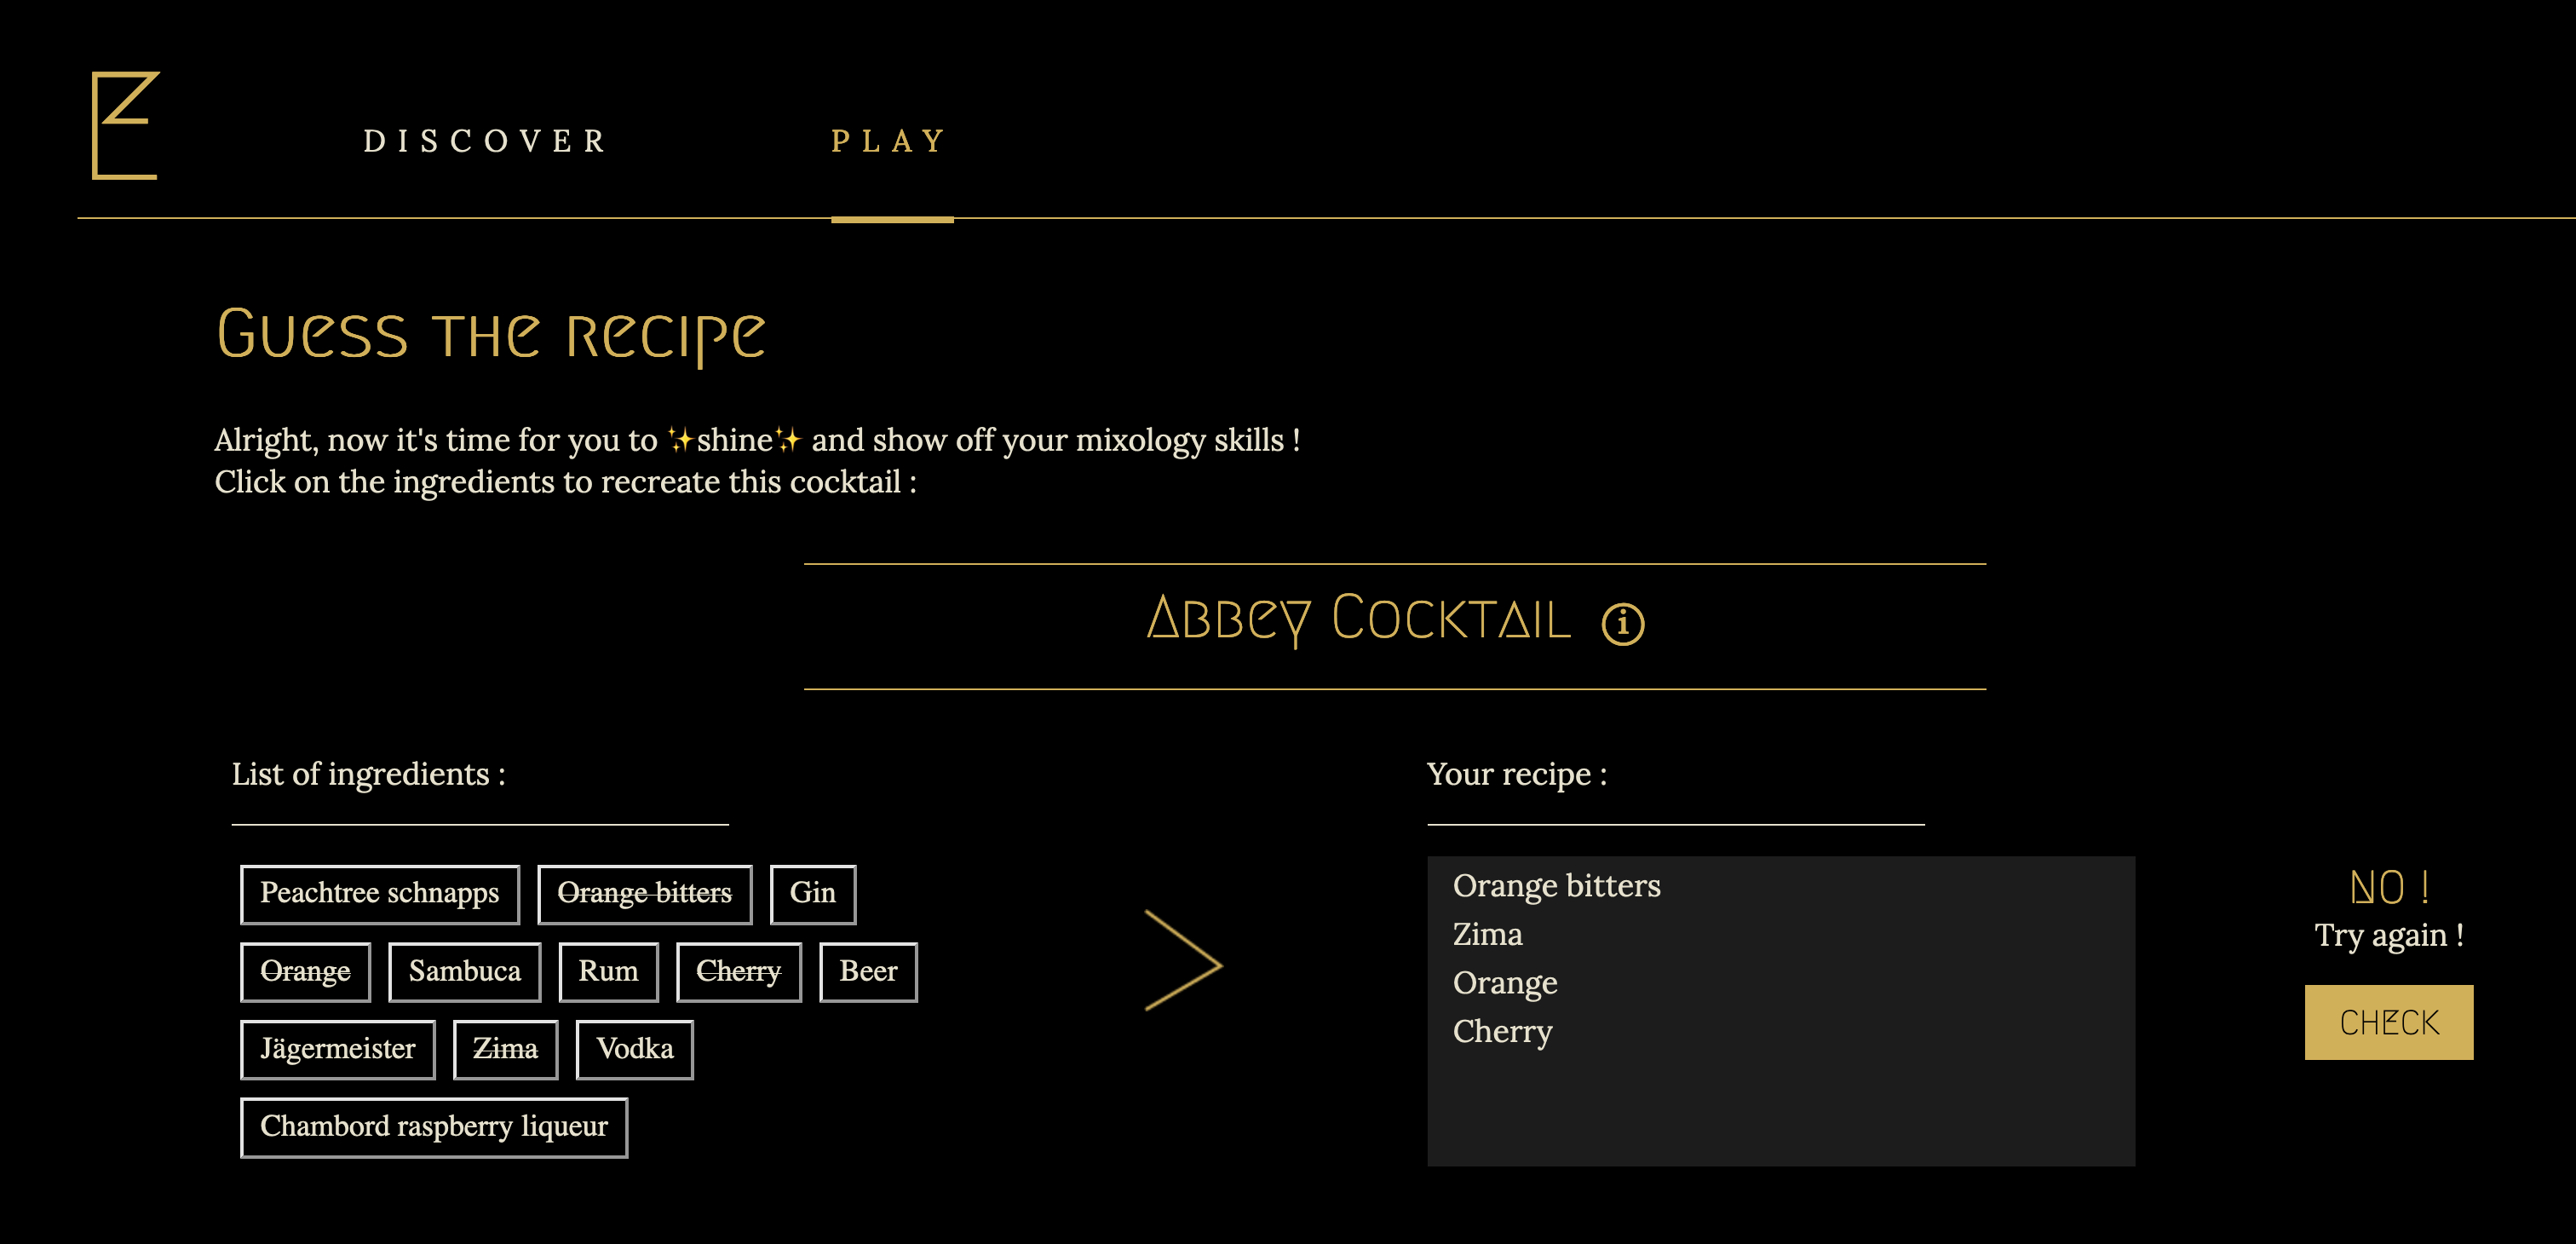 E
DISCOVER PLAY
Guess the recipe
Alright, now it's time for you to ✨shine✨ and show off your mixology skills !
Click on the ingredients to recreate this cocktail :
Abbey Cocktail i
List of ingredients :
Peachtree schnapps Orange bitters Gin
Orange Sambuca Rum Cherry Beer
Jägermeister Zima Vodka
Chambord raspberry liqueur
Your recipe :
Orange bitters
Zima
Orange
Cherry
NO !
Try again !
CHECK